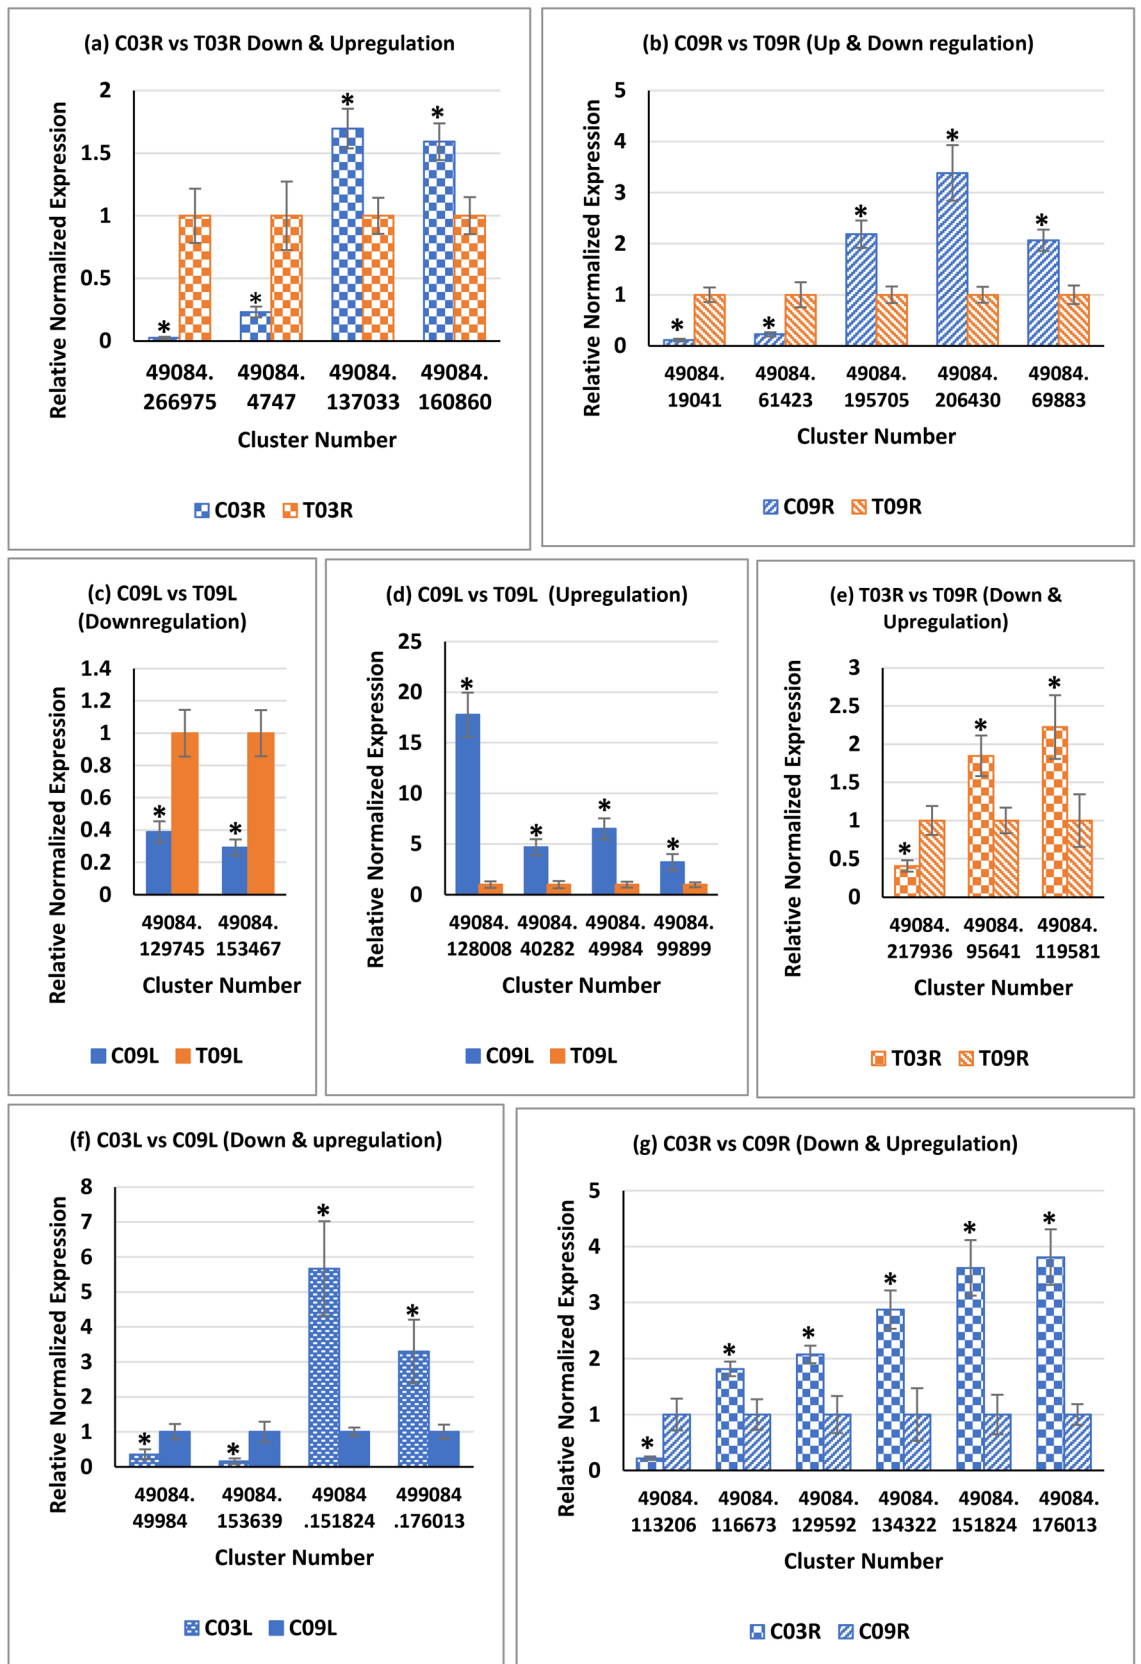 (a) C03R vs T03R Down & Upregulation
Relative Normalized Expression
2
1.5
1
0.5
0
*
*
*
*
49084. 49084. 49084. 49084.
266975 4747 137033 160860
Cluster Number
C03R T03R
(b) C09R vs T09R (Up & Down regulation)
Relative Normalized Expression
5
4
3
2
1
0
*
*
*
*
*
49084. 49084. 49084. 49084. 49084.
19041 61423 195705 206430 69883
Cluster Number
C09R T09R
(c) C09L vs T09L
(Downregulation)
Relative Normalized Expression
1.4
1.2
1
0.8
0.6
0.4
0.2
0
*
*
49084. 49084.
129745 153467
Cluster Number
C09L T09L
(d) C09L vs T09L (Upregulation)
Relative Normalized Expression
25
20
15
10
5
0
*
*
*
*
49084. 49084. 49084. 49084.
128008 40282 49984 99899
Cluster Number
C09L T09L
(e) T03R vs T09R (Down &
Upregulation)
Relative Normalized Expression
3
2.5
2
1.5
1
0.5
0
*
*
*
49084. 49084. 49084.
217936 95641 119581
Cluster Number
T03R T09R
(f) C03L vs C09L (Down & upregulation)
Relative Normalized Expression
8
7
6
5
4
3
2
1
0
*
*
*
*
49084. 49084. 49084 499084
49984 153639 .151824 .176013
Cluster Number
C03L C09L
(g) C03R vs C09R (Down & Upregulation)
Relative Normalized Expression
5
4
3
2
1
0
*
*
*
*
*
*
49084. 49084. 49084. 49084. 49084. 49084.
113206 116673 129592 134322 151824 176013
Cluster Number
C03R C09R